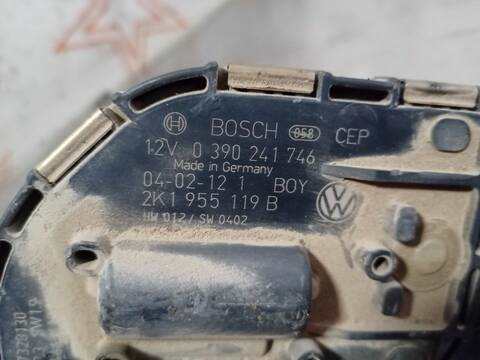 BOSCH 058 CEP
12V 0 390 241 746
Made in Germany
04-02-12 1 BOY
2K1 955 119 B
HW 012/ SW 0402